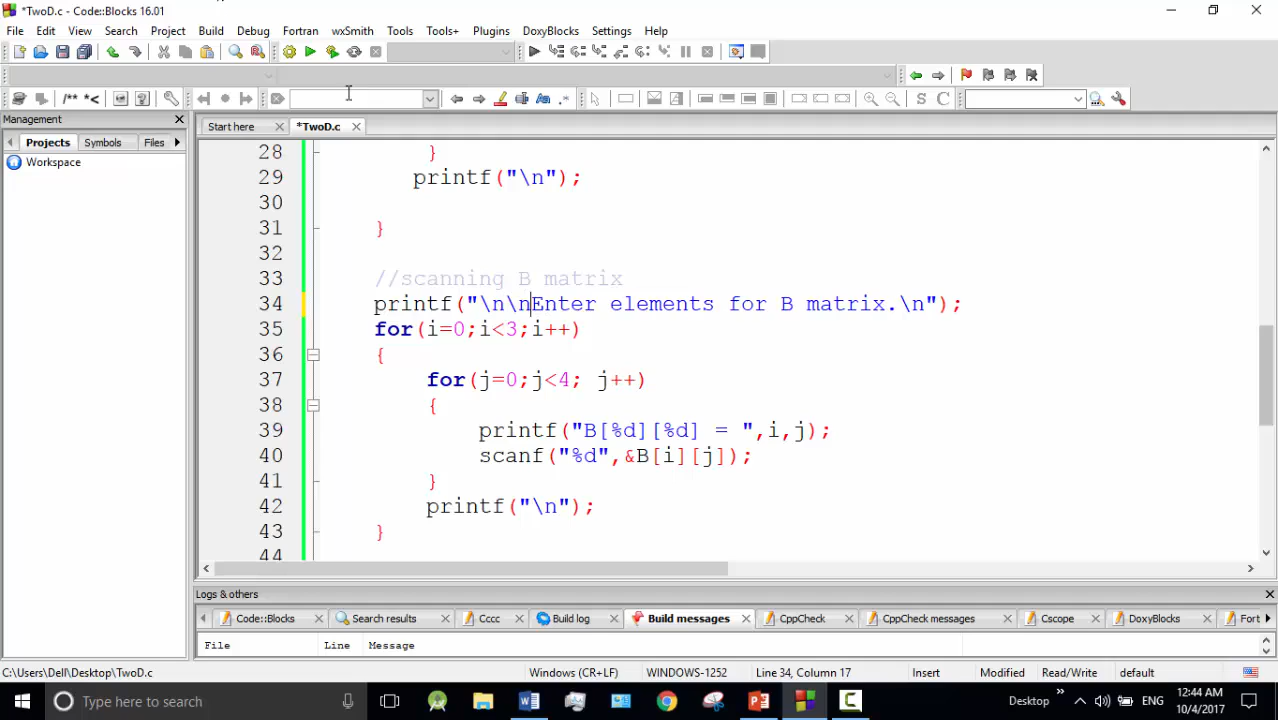 *TwoD.c - Code::Blocks 16.01
File Edit View Search Project Build Debug Fortran wxSmith Tools Tools+ Plugins DoxyBlocks Settings Help
/** *<
.*
S C
Management
Start here *TwoD.c
Projects Symbols Files
Workspace
28 }
29 printf("\n");
30
31 }
32
33 //scanning B matrix
34 printf("\n\nEnter elements for B matrix.\n");
35 for(i=0;i<3;i++)
36 {
37 for(j=0;j<4; j++)
38 {
39 printf("B[%d][%d] = ",i,j);
40 scanf("%d",&B[i][j]);
41 }
42 printf("\n");
43 }
44
Logs & others
Code::Blocks Search results Cccc Build log Build messages CppCheck CppCheck messages Cscope DoxyBlocks Fort
File Line Message
C:\Users\Dell\Desktop\TwoD.c Windows (CR+LF) WINDOWS-1252 Line 34, Column 17 Insert Modified Read/Write default
Type here to search
Desktop ENG
12:44 AM
10/4/2017